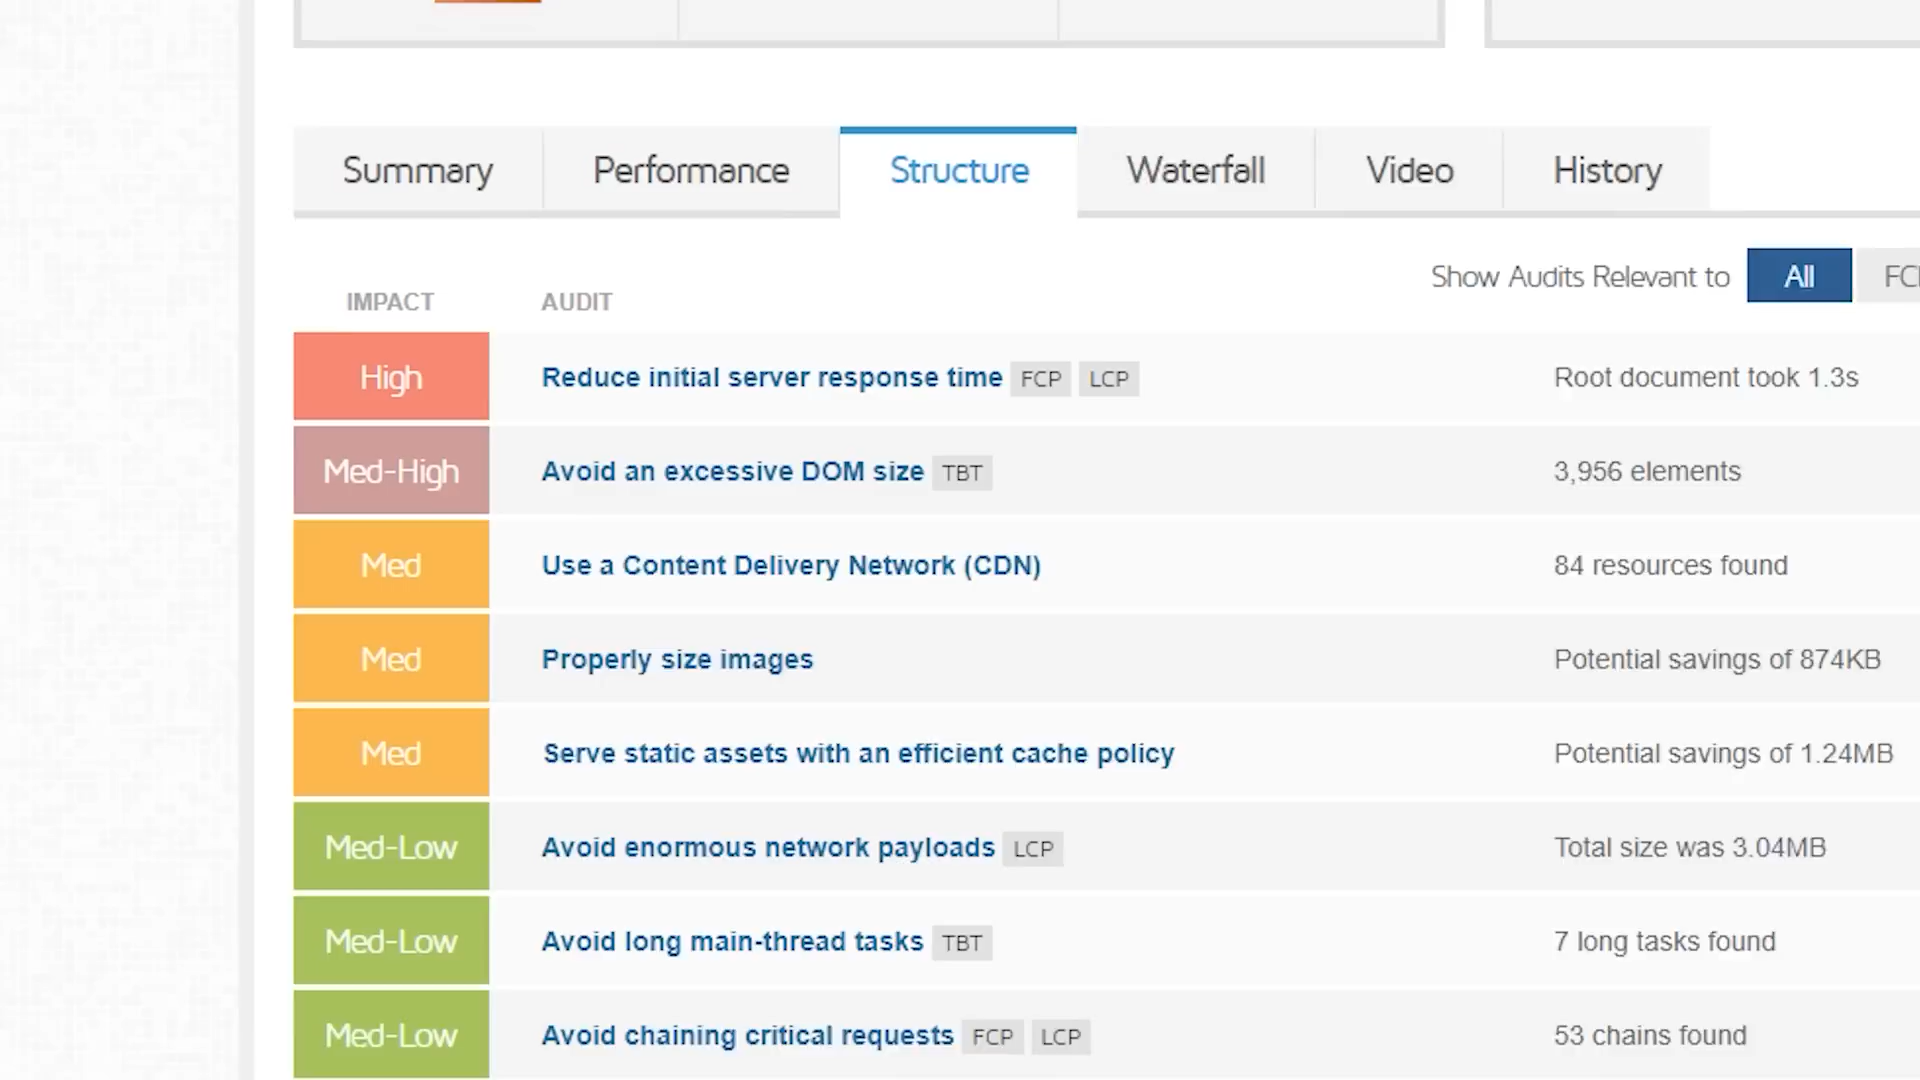 Summary Performance Structure Waterfall Video History
Show Audits Relevant to All
IMPACT AUDIT
High Reduce initial server response time FCP LCP Root document took 1.3s
Med-High Avoid an excessive DOM size TBT 3,956 elements
Med Use a Content Delivery Network (CDN) 84 resources found
Med Properly size images Potential savings of 874KB
Med Serve static assets with an efficient cache policy Potential savings of 1.24MB
Med-Low Avoid enormous network payloads LCP Total size was 3.04MB
Med-Low Avoid long main-thread tasks TBT 7 long tasks found
Med-Low Avoid chaining critical requests FCP LCP 53 chains found